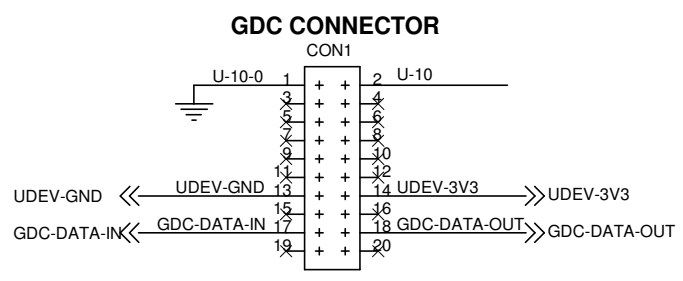 GDC CONNECTOR
CON1
U-10-0 1 2 U-10
3 4
5 6
7 8
9 10
11 12
UDEV-GND UDEV-GND 13 14 UDEV-3V3 UDEV-3V3
15 16
GDC-DATA-IN GDC-DATA-IN 17 18 GDC-DATA-OUT GDC-DATA-OUT
19 20